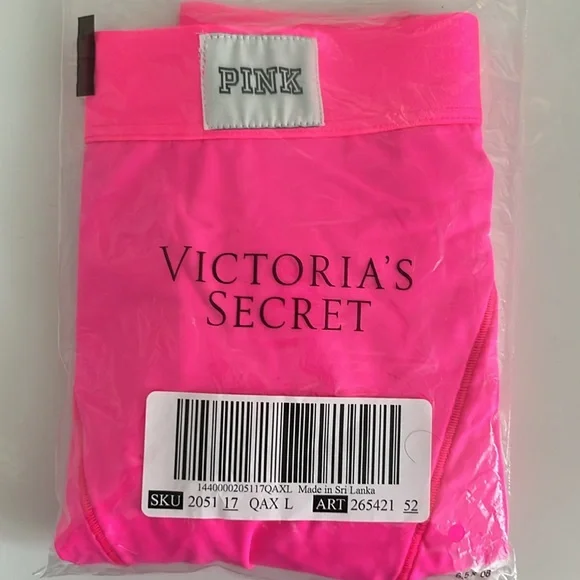 PINK
VICTORIA'S
SECRET
1440000205117QAXL Made in Sri Lanka
SKU 2051 17 QAX L ART 265421 52